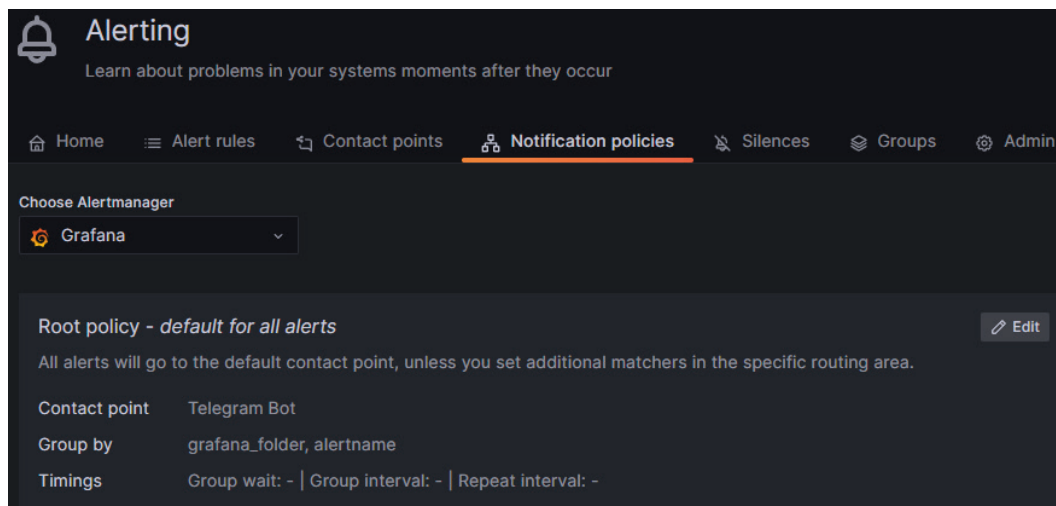 Alerting
Learn about problems in your systems moments after they occur
Home Alert rules Contact points Notification policies Silences Groups Admin
Choose Alertmanager
Grafana
Root policy - default for all alerts
Edit
All alerts will go to the default contact point, unless you set additional matchers in the specific routing area.
Contact point Telegram Bot
Group by grafana_folder, alertname
Timings Group wait: - | Group interval: - | Repeat interval: -